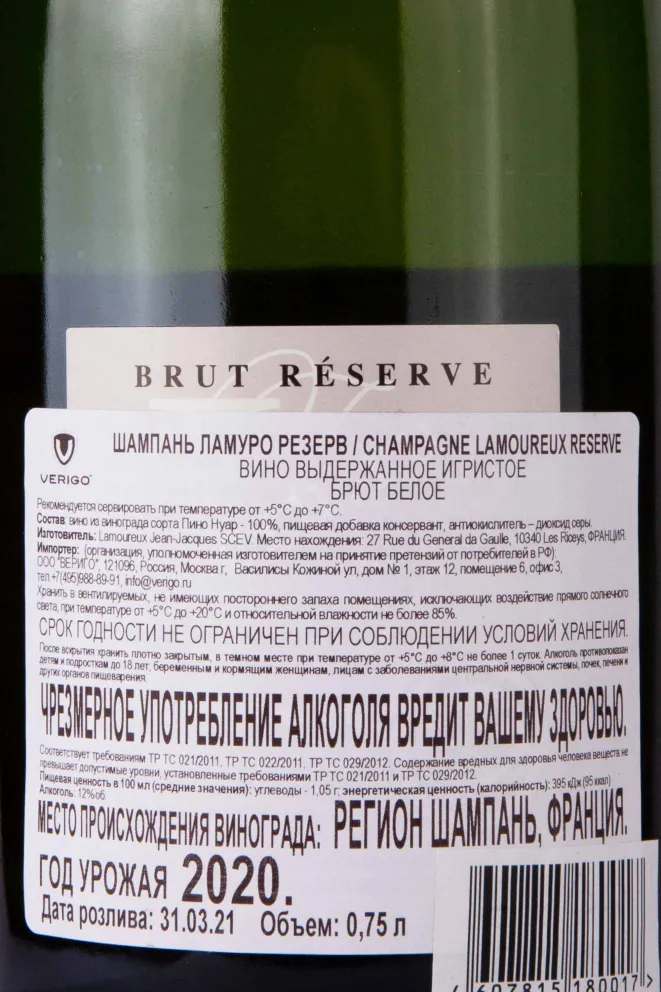 BRUT RÉSERVE
VERIGO
ШАМПАНЬ ЛАМУРО РЕЗЕРВ / CHAMPAGNE LAMOUREUX RESERVE
ВИНО ВЫДЕРЖАННОЕ ИГРИСТОЕ
БРЮТ БЕЛОЕ
Рекомендуется сервировать при температуре от +5°С до +7°С.
Состав: вино из винограда сорта Пино Нуар - 100%, пищевая добавка консервант, антиокислитель – диоксид серы.
Изготовитель: Lamoureux Jean-Jacques SCEV. Место нахождения: 27 Rue du General da Gaulle, 10340 Les Riceys, ФРАНЦИЯ.
Импортер: (организация, уполномоченная изготовителем на принятие претензий от потребителей в РФ):
ООО "ВЕРИГО", 121096, Россия, Москва г, Василисы Кожиной ул, дом № 1, этаж 12, помещение 6, офис 3,
тел.+7(495)988-89-91, info@verigo.ru
Хранить в вентилируемых, не имеющих постороннего запаха помещениях, исключающих воздействие прямого солнечного
света, при температуре от +5°С до +20°С и относительной влажности не более 85%.
СРОК ГОДНОСТИ НЕ ОГРАНИЧЕН ПРИ СОБЛЮДЕНИИ УСЛОВИЙ ХРАНЕНИЯ.
После вскрытия хранить плотно закрытым, в темном месте при температуре от +5°С до +8°С не более 1 суток. Алкоголь противопоказан
детям и подросткам до 18 лет, беременным и кормящим женщинам, лицам с заболеваниями центральной нервной системы, почек, печени и
других органов пищеварения.
ЧРЕЗМЕРНОЕ УПОТРЕБЛЕНИЕ АЛКОГОЛЯ ВРЕДИТ ВАШЕМУ ЗДОРОВЬЮ.
Соответствует требованиям ТР ТС 021/2011, ТР ТС 022/2011, ТР ТС 029/2012. Содержание вредных для здоровья человека веществ не
превышает допустимые уровни, установленные требованиями ТР ТС 021/2011 и ТР ТС 029/2012.
Пищевая ценность в 100 мл (средние значения): углеводы - 1,05 г; энергетическая ценность (калорийность): 395 кДж (95 ккал)
Алкоголь: 12% об.
МЕСТО ПРОИСХОЖДЕНИЯ ВИНОГРАДА: РЕГИОН ШАМПАНЬ, ФРАНЦИЯ.
ГОД УРОЖАЯ 2020.
Дата розлива: 31.03.21 Объем: 0,75 л
4 607815 180017 >